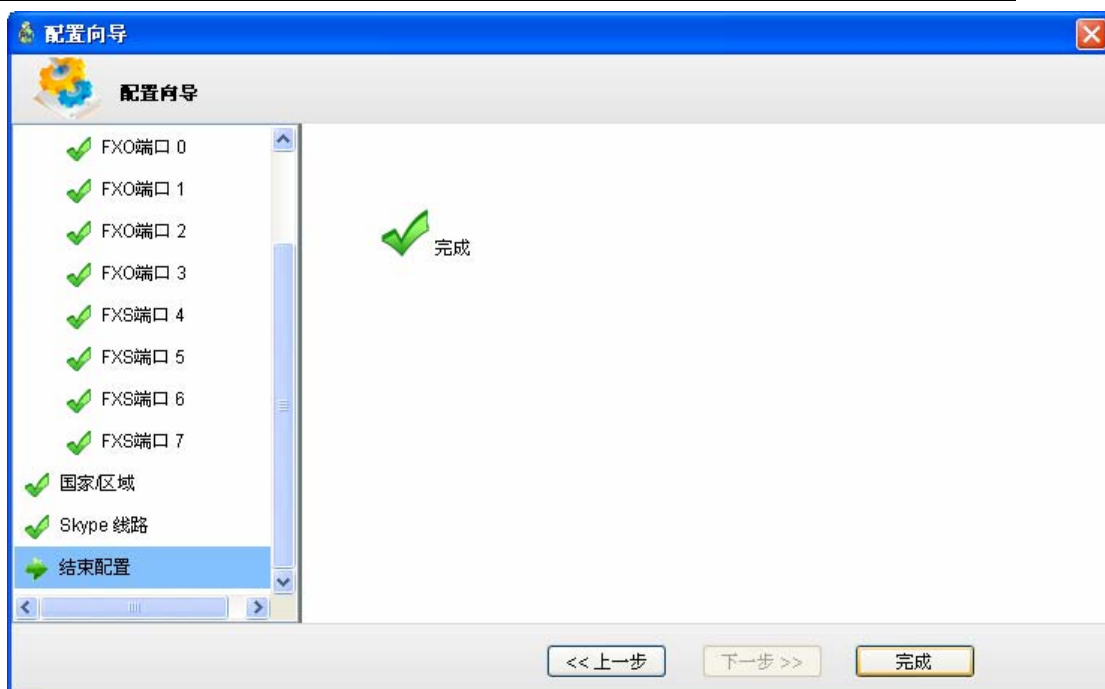 配置向导
配置向导
FXO端口 0
FXO端口 1
FXO端口 2
FXO端口 3
FXS端口 4
FXS端口 5
FXS端口 6
FXS端口 7
国家/区域
Skype 线路
结束配置
完成
<< 上一步
下一步 >>
完成